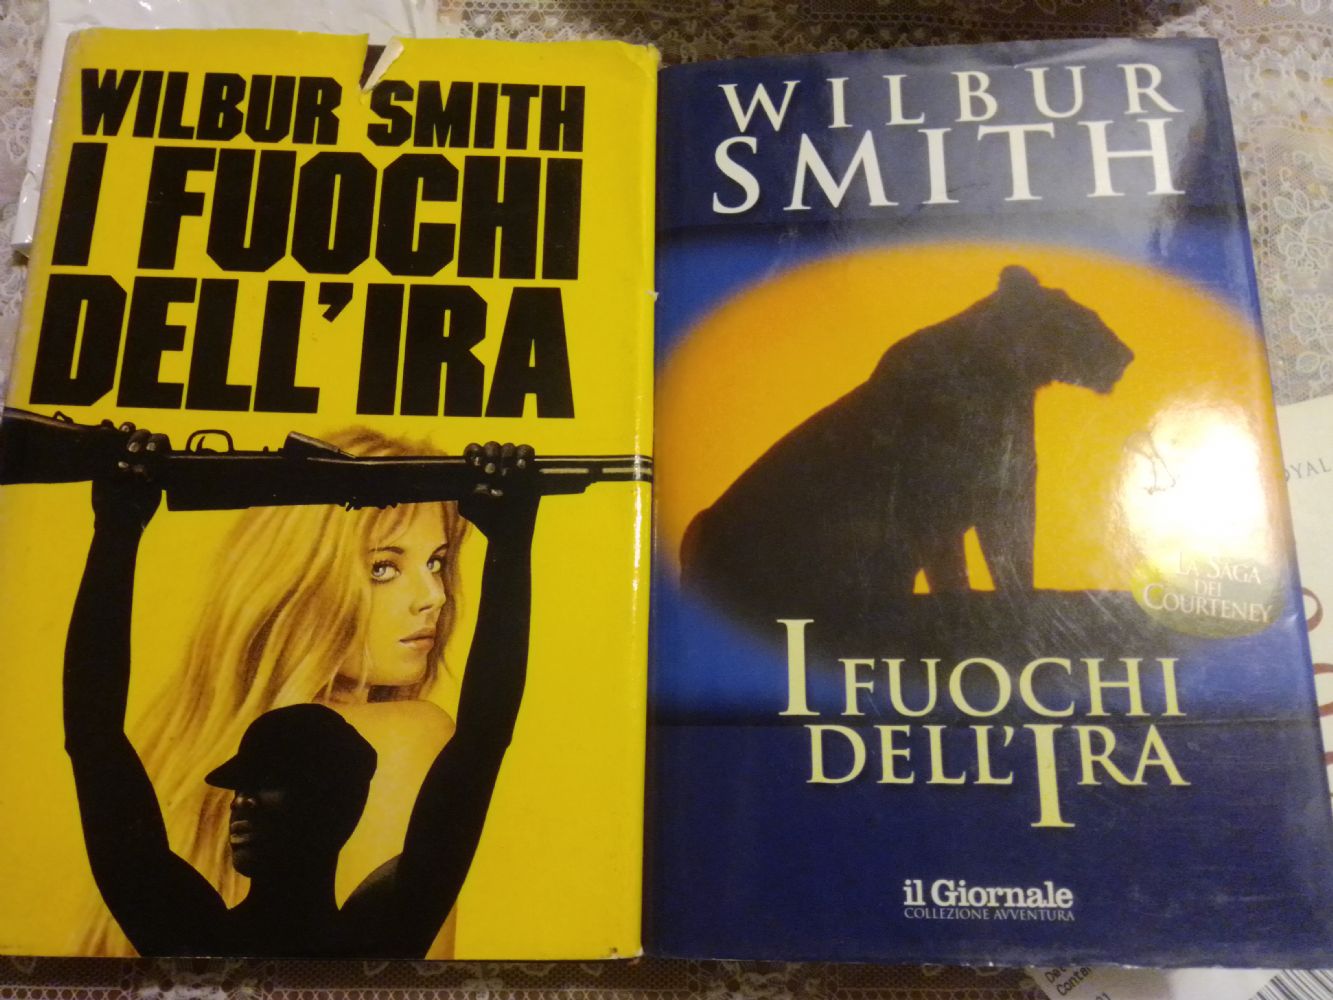 WILBUR SMITH
I FUOCHI
DELL'IRA
WILBUR
SMITH
LA SAGA
DEI
COURTENEY
I FUOCHI
DELL'IRA
il Giornale
COLLEZIONE AVVENTURA